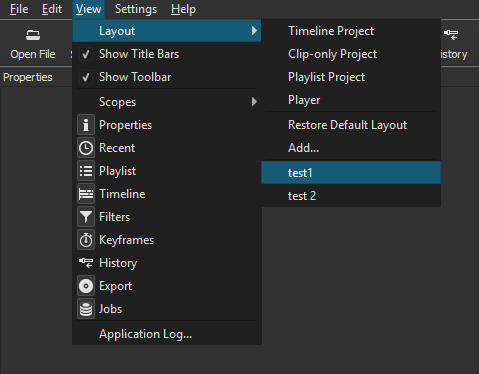 File Edit View Settings Help
Open File
Properties
Layout
Show Title Bars
Show Toolbar
Scopes
Properties
Recent
Playlist
Timeline
Filters
Keyframes
History
Export
Jobs
Application Log...
Timeline Project
Clip-only Project
Playlist Project
Player
Restore Default Layout
Add...
test1
test 2
istory